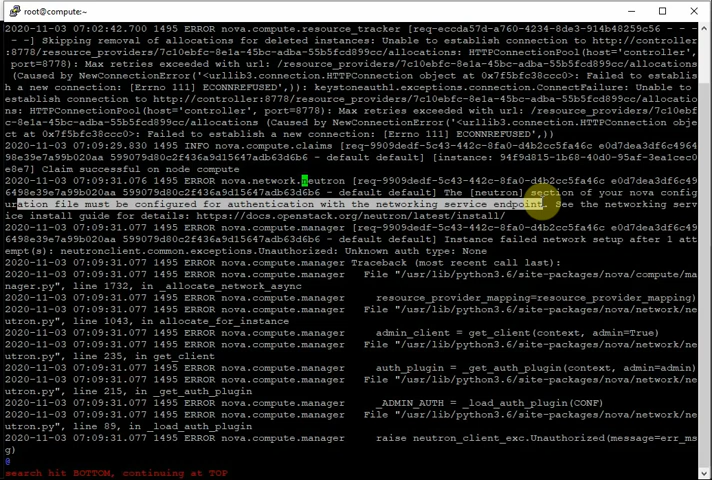 root@compute:~
2020-11-03 07:02:42.700 1495 ERROR nova.compute.resource_tracker [req-eccda57d-a760-4234-8de3-914b48259c56 - - -
 - -] Skipping removal of allocations for deleted instances: Unable to establish connection to http://controller
:8778/resource_providers/7c10ebfc-8e1a-45bc-adba-55b5fcd859cc/allocations: HTTPConnectionPool(host='controller',
 port=8778): Max retries exceeded with url: /resource_providers/7c10ebfc-8e1a-45bc-adba-55b5fcd859cc/allocations
 (Caused by NewConnectionError('<urllib3.connection.HTTPConnection object at 0x7f5bfc38ccc0>: Failed to establis
h a new connection: [Errno 111] ECONNREFUSED',)): keystoneauth1.exceptions.connection.ConnectFailure: Unable to
establish connection to http://controller:8778/resource_providers/7c10ebfc-8e1a-45bc-adba-55b5fcd859cc/allocatio
ns: HTTPConnectionPool(host='controller', port=8778): Max retries exceeded with url: /resource_providers/7c10ebf
c-8e1a-45bc-adba-55b5fcd859cc/allocations (Caused by NewConnectionError('<urllib3.connection.HTTPConnection obje
ct at 0x7f5bfc38ccc0>: Failed to establish a new connection: [Errno 111] ECONNREFUSED',))
2020-11-03 07:09:29.830 1495 INFO nova.compute.claims [req-9909dedf-5c43-442c-8fa0-d4b2cc5fa46c e0d7dea3df6c4964
98e39e7a96b020aa 599079d80c2f436a9d15647adb63d6b6 - default default] [instance: 94f9d815-1b68-40d0-95af-3ea1cec0
e8e7] Claim successful on node compute
2020-11-03 07:09:31.076 1495 ERROR nova.network.neutron [req-9909dedf-5c43-442c-8fa0-d4b2cc5fa46c e0d7dea3df6c49
6498e39e7a96b020aa 599079d80c2f436a9d15647adb63d6b6 - default default] The [neutron] section of your nova config
uration file must be configured for authentication with the networking service endpoint. See the networking serv
ice install guide for details: https://docs.openstack.org/neutron/latest/install/
2020-11-03 07:09:31.077 1495 ERROR nova.compute.manager [req-9909dedf-5c43-442c-8fa0-d4b2cc5fa46c e0d7dea3df6c49
6498e39e7a96b020aa 599079d80c2f436a9d15647adb63d6b6 - default default] Instance failed network setup after 1 att
empt(s): neutronclient.common.exceptions.Unauthorized: Unknown auth type: None
2020-11-03 07:09:31.077 1495 ERROR nova.compute.manager Traceback (most recent call last):
2020-11-03 07:09:31.077 1495 ERROR nova.compute.manager   File "/usr/lib/python3.6/site-packages/nova/compute/ma
nager.py", line 1732, in _allocate_network_async
2020-11-03 07:09:31.077 1495 ERROR nova.compute.manager     resource_provider_mapping=resource_provider_mapping)
2020-11-03 07:09:31.077 1495 ERROR nova.compute.manager   File "/usr/lib/python3.6/site-packages/nova/network/ne
utron.py", line 1043, in allocate_for_instance
2020-11-03 07:09:31.077 1495 ERROR nova.compute.manager     admin_client = get_client(context, admin=True)
2020-11-03 07:09:31.077 1495 ERROR nova.compute.manager   File "/usr/lib/python3.6/site-packages/nova/network/ne
utron.py", line 235, in get_client
2020-11-03 07:09:31.077 1495 ERROR nova.compute.manager     auth_plugin = _get_auth_plugin(context, admin=admin)
2020-11-03 07:09:31.077 1495 ERROR nova.compute.manager   File "/usr/lib/python3.6/site-packages/nova/network/ne
utron.py", line 215, in _get_auth_plugin
2020-11-03 07:09:31.077 1495 ERROR nova.compute.manager     _ADMIN_AUTH = _load_auth_plugin(CONF)
2020-11-03 07:09:31.077 1495 ERROR nova.compute.manager   File "/usr/lib/python3.6/site-packages/nova/network/ne
utron.py", line 89, in _load_auth_plugin
2020-11-03 07:09:31.077 1495 ERROR nova.compute.manager     raise neutron_client_exc.Unauthorized(message=err_ms
g)
@
search hit BOTTOM, continuing at TOP